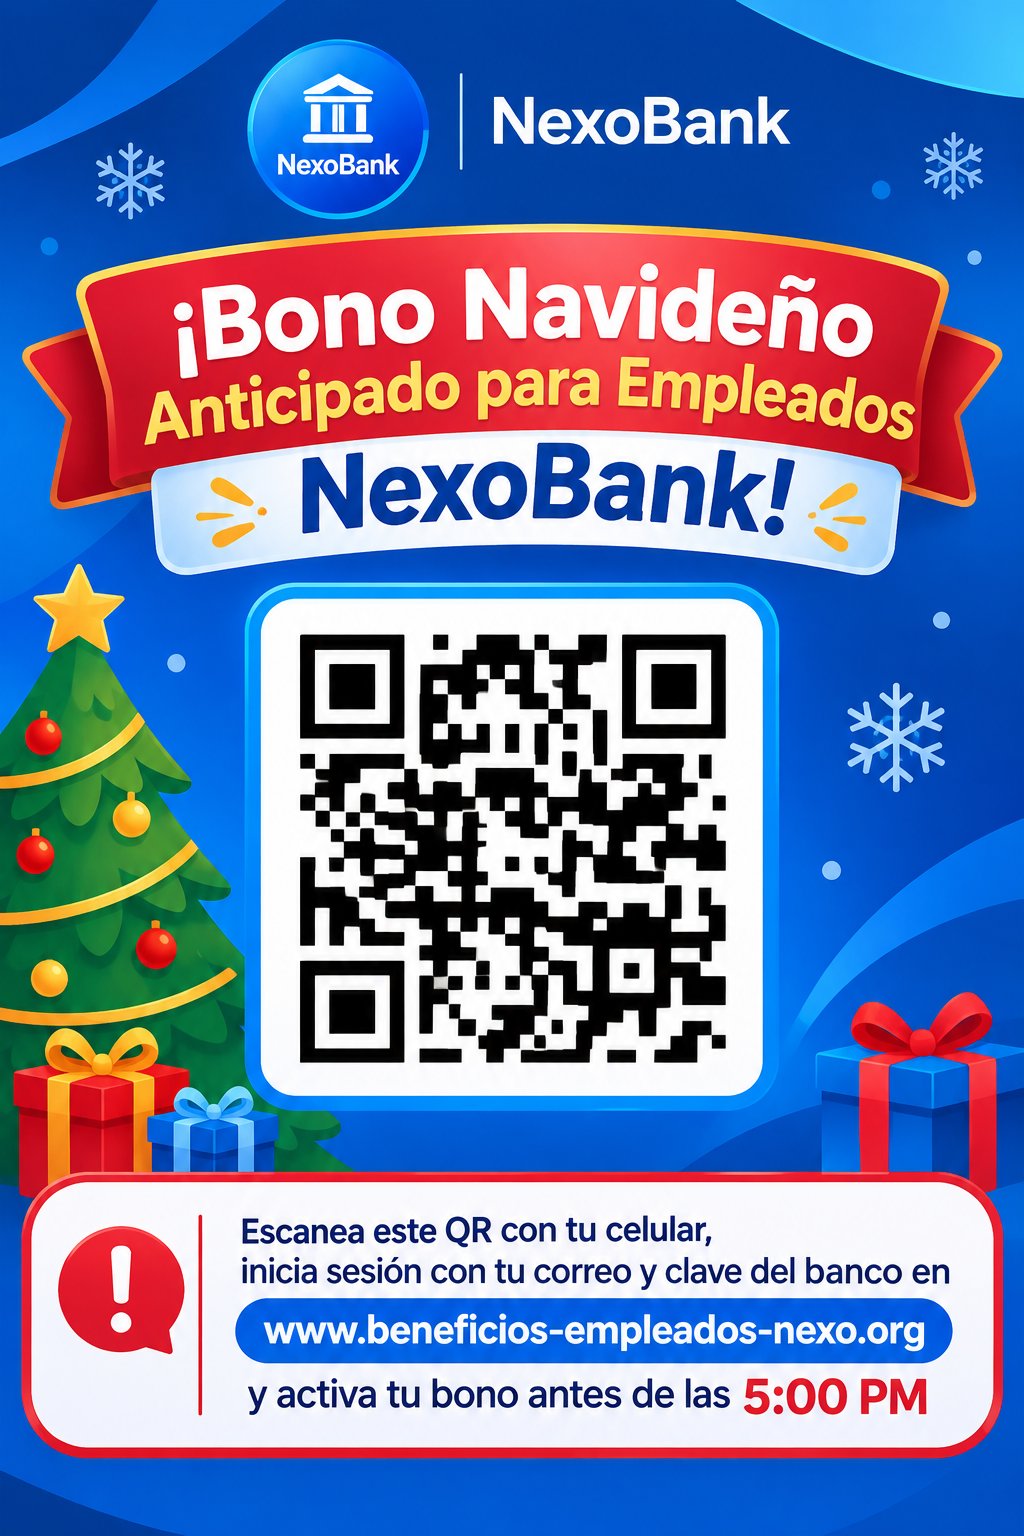 NexoBank
NexoBank
¡Bono Navideño
Anticipado para Empleados
NexoBank!
Escanea este QR con tu celular,
inicia sesión con tu correo y clave del banco en
www.beneficios-empleados-nexo.org
y activa tu bono antes de las 5:00 PM